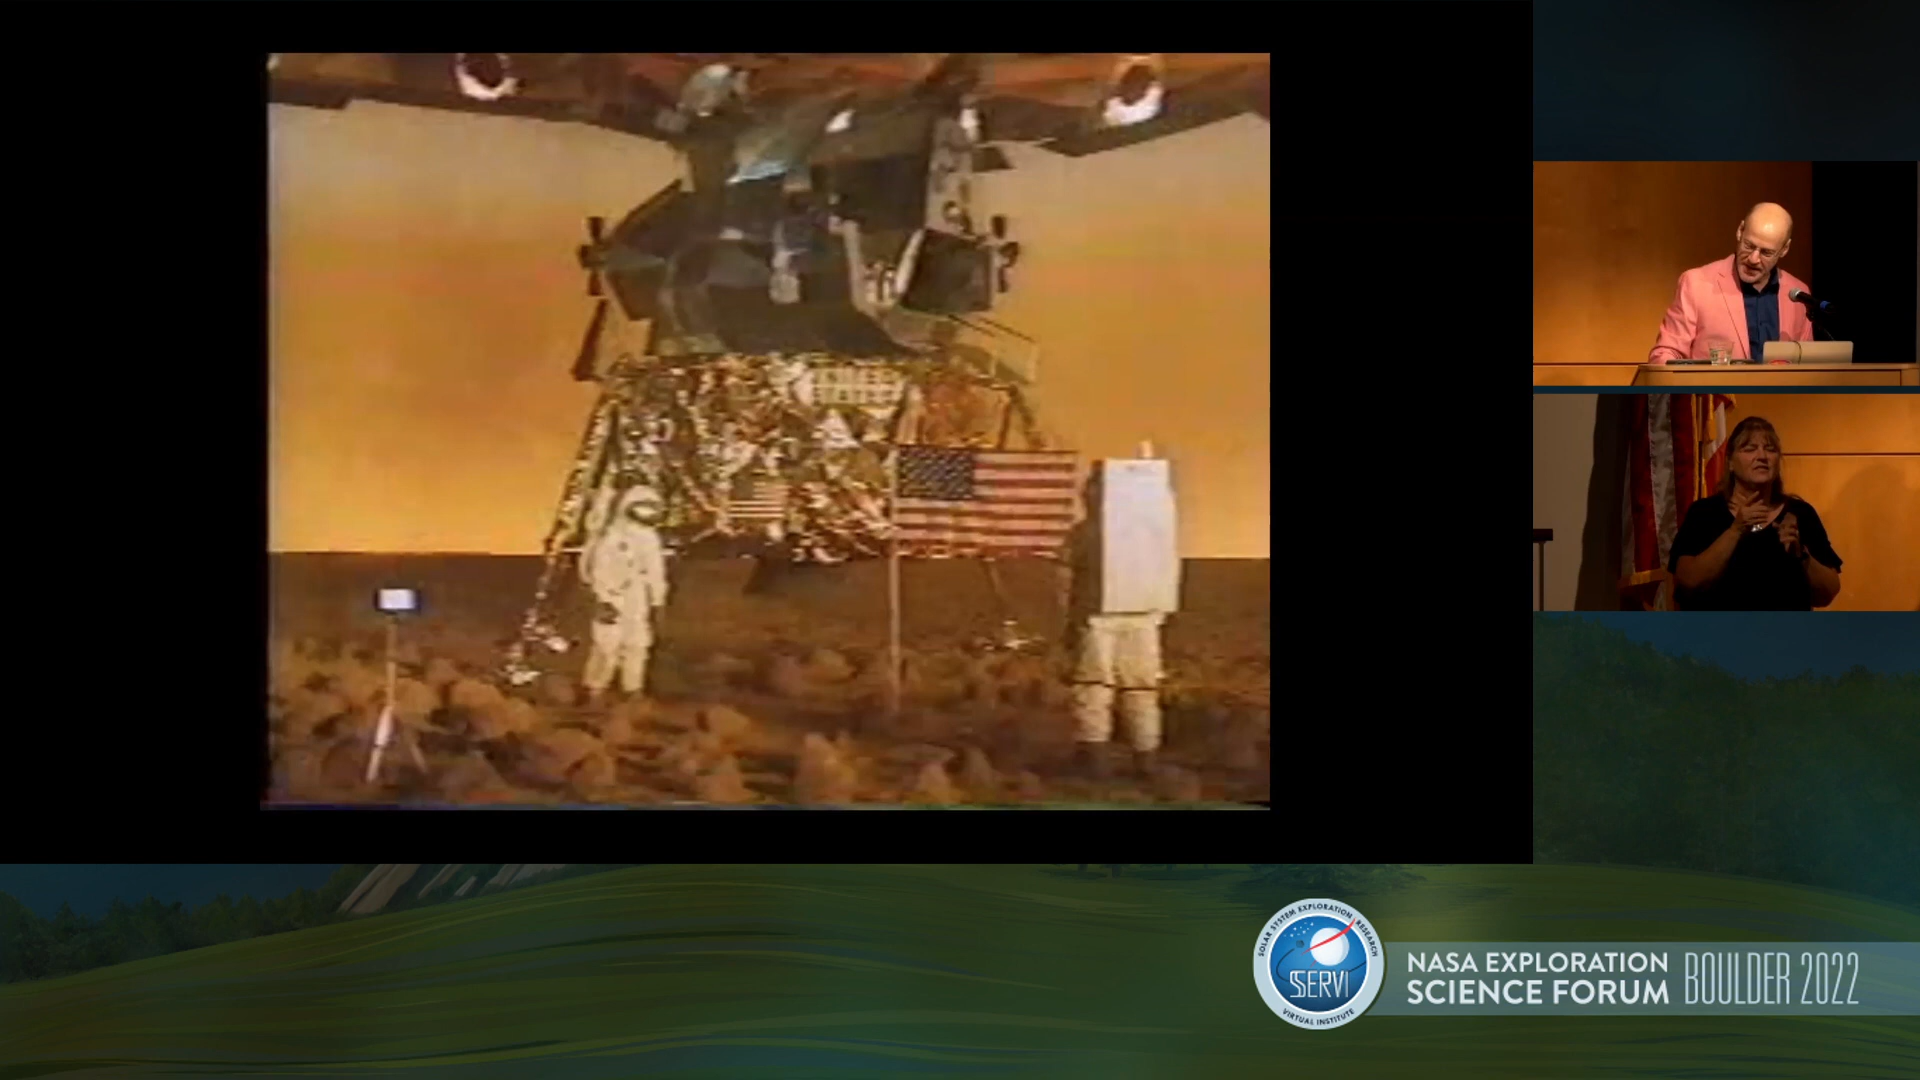 SOLAR SYSTEM EXPLORATION RESEARCH
SSERVI
VIRTUAL INSTITUTE
NASA EXPLORATION
SCIENCE FORUM
BOULDER 2022